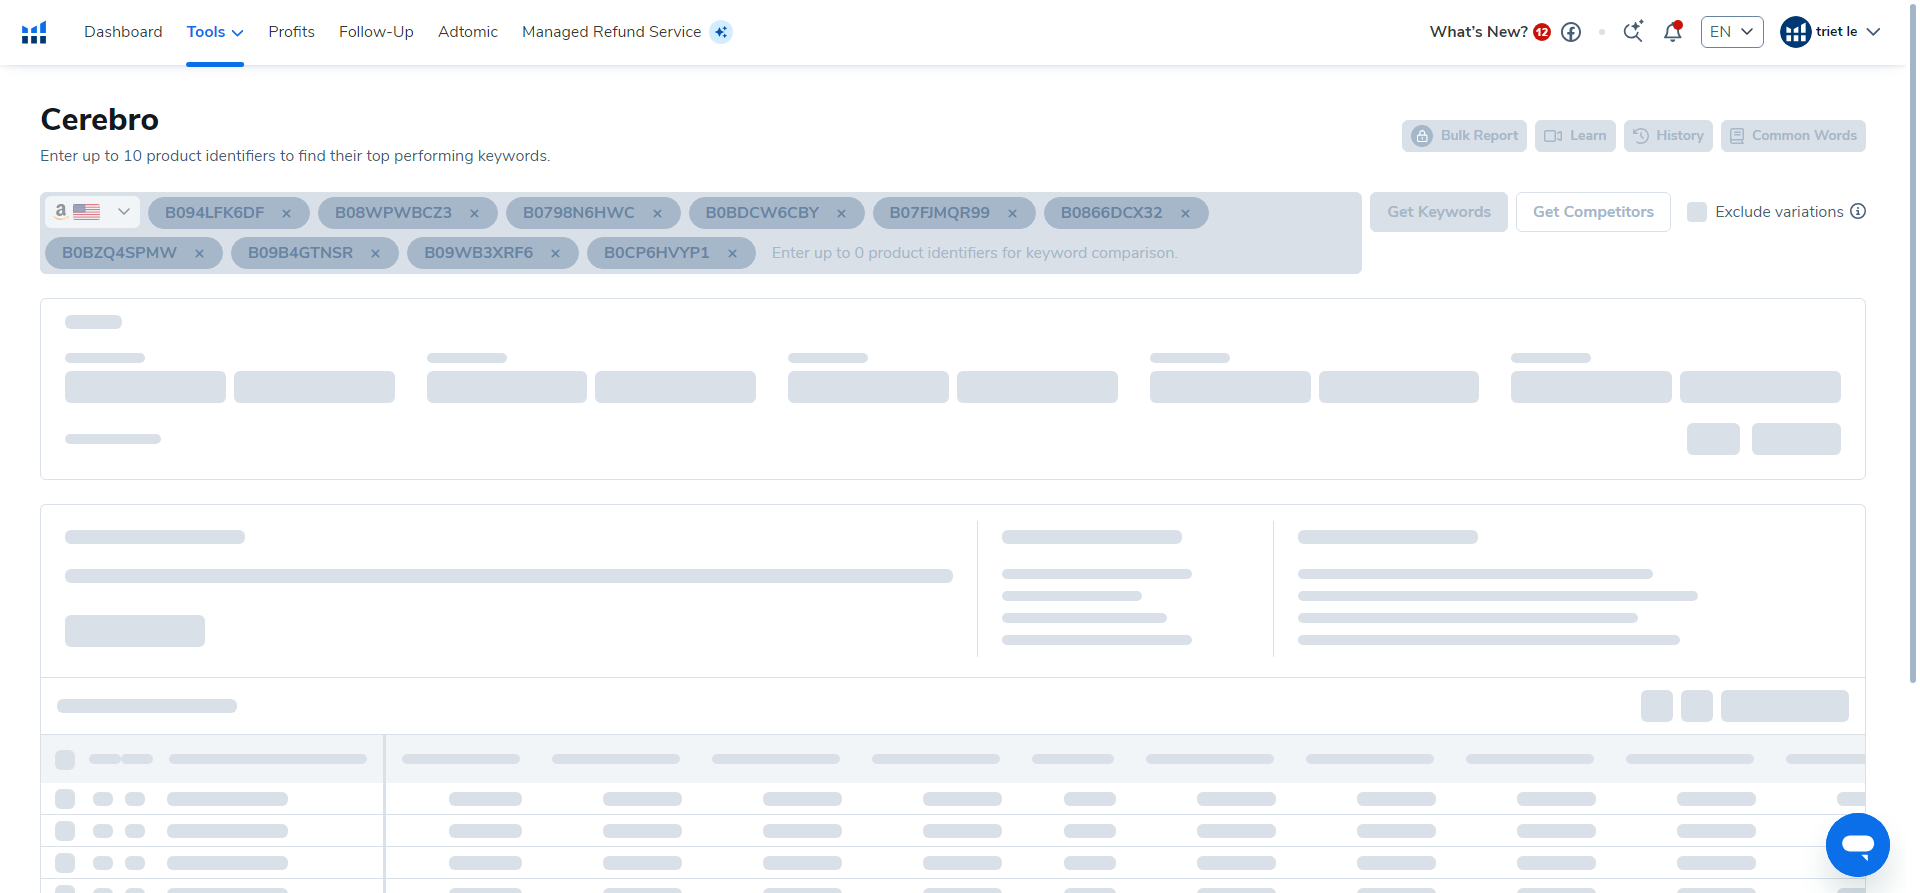 Dashboard Tools Profits Follow-Up Adtomic Managed Refund Service What's New? 12 EN triet le
Cerebro
Enter up to 10 product identifiers to find their top performing keywords.
Bulk Report Learn History Common Words
a B094LFK6DF × B08WPWBCZ3 × B0798N6HWC × B0BDCW6CBY × B07FJMQR99 × B0866DCX32 × Get Keywords Get Competitors Exclude variations
B0BZQ4SPMW × B09B4GTNSR × B09WB3XRF6 × B0CP6HVYP1 × Enter up to 0 product identifiers for keyword comparison.